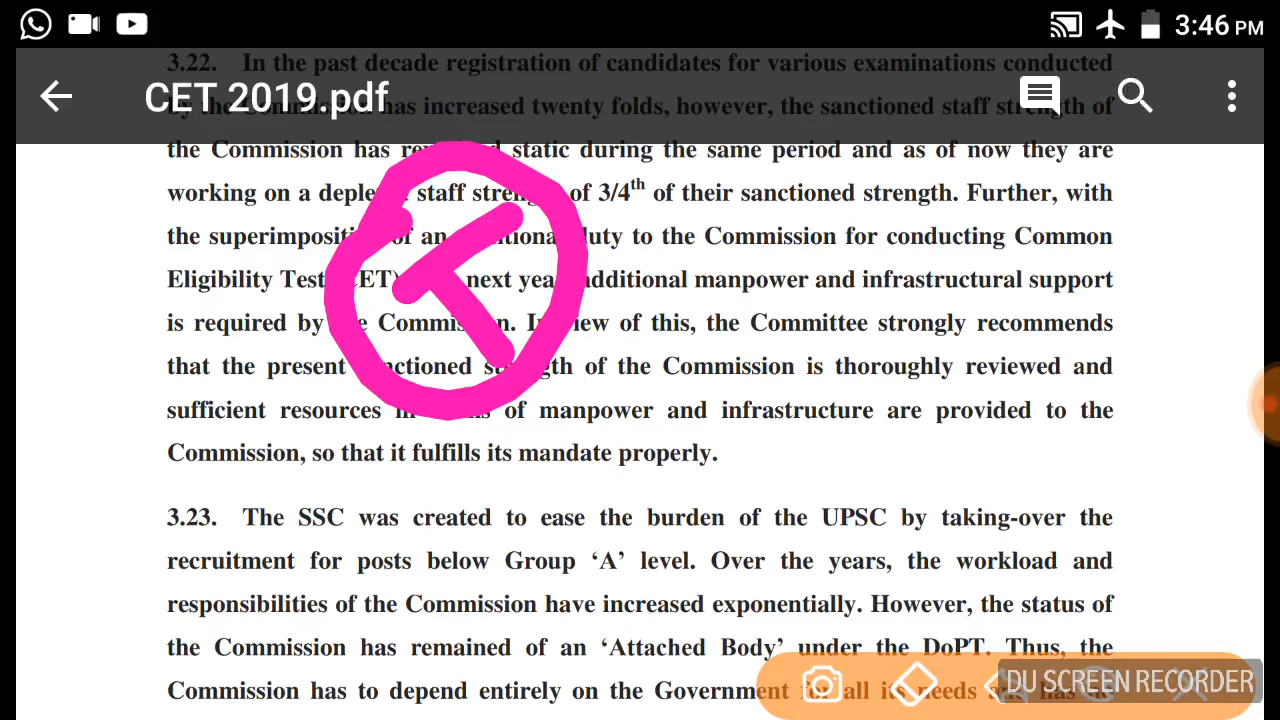 3:46 PM
3.22. In the past decade registration of candidates for various examinations conducted
CET 2019.pdf
by the Commission has increased twenty folds, however, the sanctioned staff strength of
the Commission has static during the same period and as of now they are
working on a staff of 3/4th of their sanctioned strength. Further, with
the of duty to the Commission for conducting Common
Eligibility Test next additional manpower and infrastructural support
is required by the of this, the Committee strongly recommends
that the present of the Commission is thoroughly reviewed and
sufficient resources of manpower and infrastructure are provided to the
Commission, so that it fulfills its mandate properly.
3.23. The SSC was created to ease the burden of the UPSC by taking-over the
recruitment for posts below Group ‘A’ level. Over the years, the workload and
responsibilities of the Commission have increased exponentially. However, the status of
the Commission has remained of an ‘Attached Body’ under the DoPT. Thus, the
Commission has to depend entirely on the Government for all its needs
DU SCREEN RECORDER